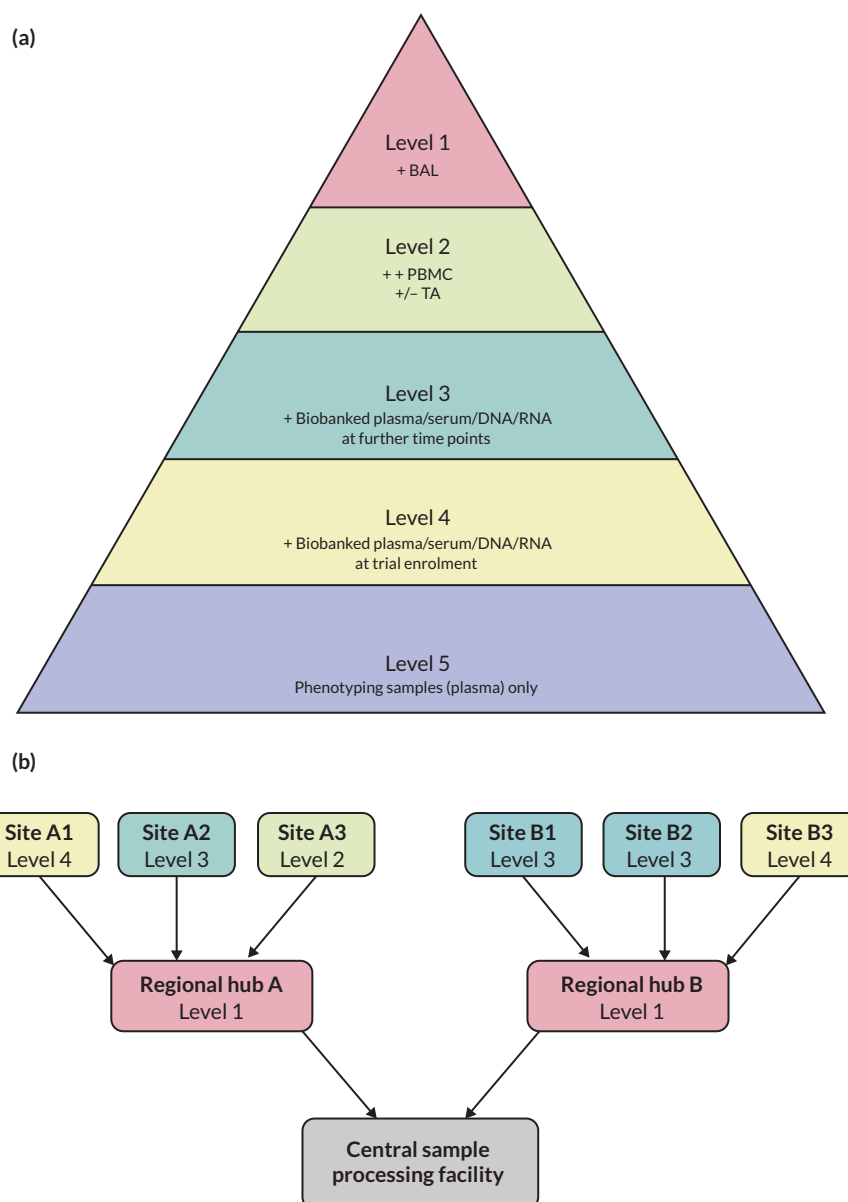 (a)
Level 1
+ BAL
Level 2
+ + PBMC
+/– TA
Level 3
+ Biobanked plasma/serum/DNA/RNA
at further time points
Level 4
+ Biobanked plasma/serum/DNA/RNA
at trial enrolment
Level 5
Phenotyping samples (plasma) only
(b)
Site A1
Level 4
Site A2
Level 3
Site A3
Level 2
Site B1
Level 3
Site B2
Level 3
Site B3
Level 4
Regional hub A
Level 1
Regional hub B
Level 1
Central sample
processing facility